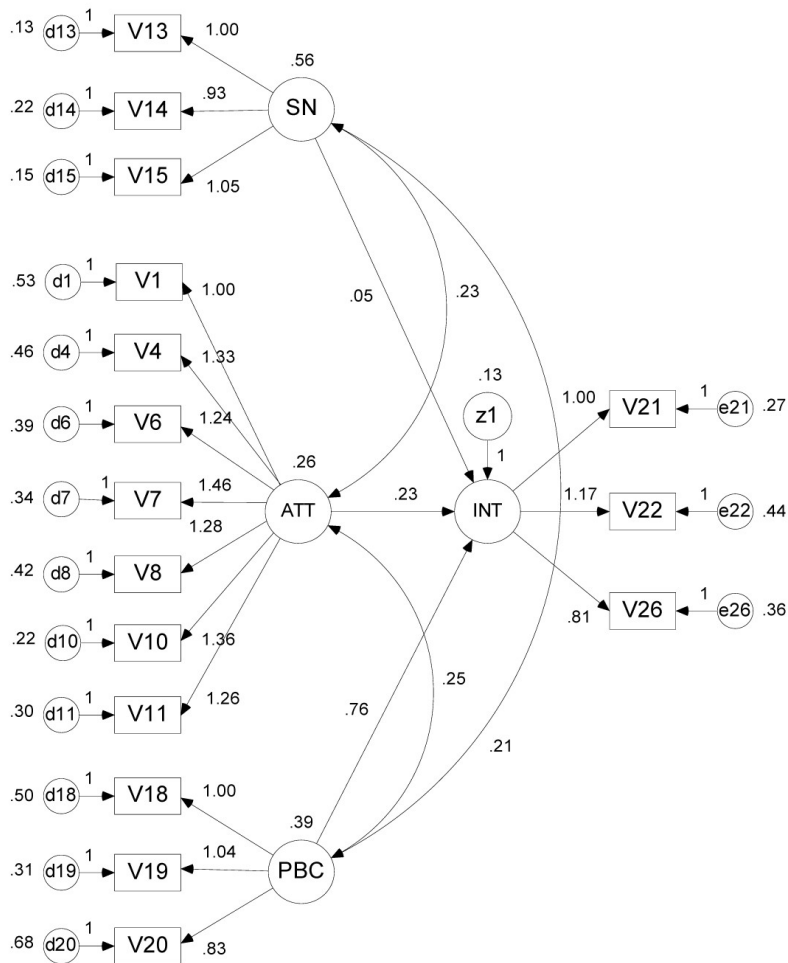 .13 d13 1 V13 1.00
.56
SN
.22 d14 1 V14 .93
.15 d15 1 V15 1.05
.53 d1 1 V1 1.00
.05 .23
.46 d4 1 V4 1.33
.13
z1
1
.39 d6 1 V6 1.24
.26
ATT
.34 d7 1 V7 1.46
.23
INT
1.00 V21 1 e21 .27
1.17 V22 1 e22 .44
.81 V26 1 e26 .36
.42 d8 1 V8 1.28
.22 d10 1 V10 1.36
.30 d11 1 V11 1.26
.76 .25
.21
.50 d18 1 V18 1.00
.39
PBC
.31 d19 1 V19 1.04
.68 d20 1 V20 .83